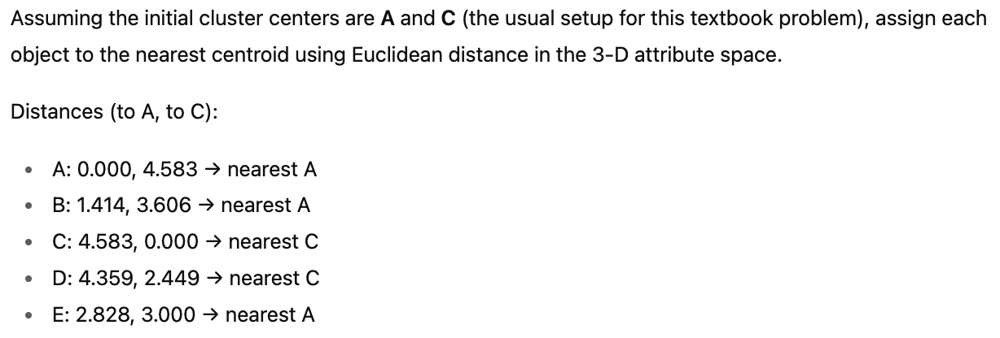 Assuming the initial cluster centers are A and C (the usual setup for this textbook problem), assign each
object to the nearest centroid using Euclidean distance in the 3-D attribute space.
Distances (to A, to C):
• A: 0.000, 4.583 → nearest A
• B: 1.414, 3.606 → nearest A
• C: 4.583, 0.000 → nearest C
• D: 4.359, 2.449 → nearest C
• E: 2.828, 3.000 → nearest A